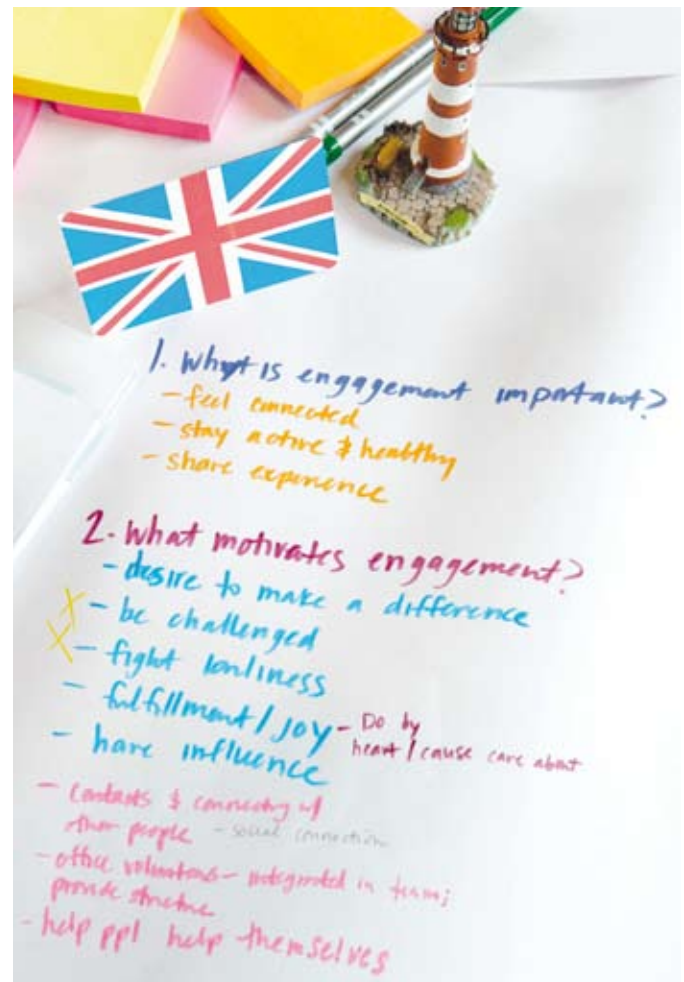 1. Why is engagement important?
- feel connected
- stay active & healthy
- share experience
2. What motivates engagement?
- desire to make a difference
x - be challenged
x - fight lonliness
- fulfillment / joy - Do by
heart / cause care about
- have influence
- contacts & connecting w/
other people - social connection
- office volunteers - integrated in team;
provide structure
- help ppl help themselves